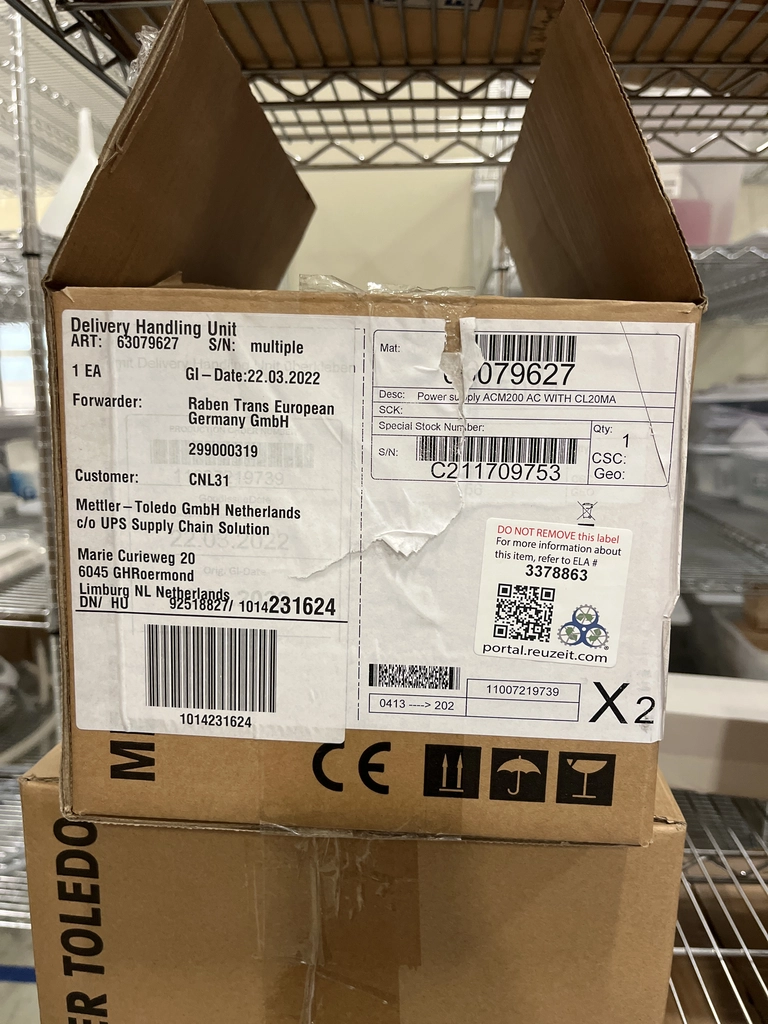 Delivery Handling Unit
ART: 63079627 S/N: multiple
1 EA GI-Date:22.03.2022
Forwarder: Raben Trans European
Germany GmbH
299000319
Customer: CNL31
Mettler-Toledo GmbH Netherlands
c/o UPS Supply Chain Solution
Marie Curieweg 20
6045 GHRoermond
Limburg NL Netherlands
DN/ HU 92518827/ 1014231624
1014231624
Mat:
079627
Desc: Power supply ACM200 AC WITH CL20MA
SCK:
Special Stock Number:
S/N:
C211709753
Qty: 1
CSC:
Geo:
DO NOT REMOVE this label
For more information about
this item, refer to ELA #
3378863
portal.reuzeit.com
0413 ----> 202
11007219739
X2
CE
TOLEDO